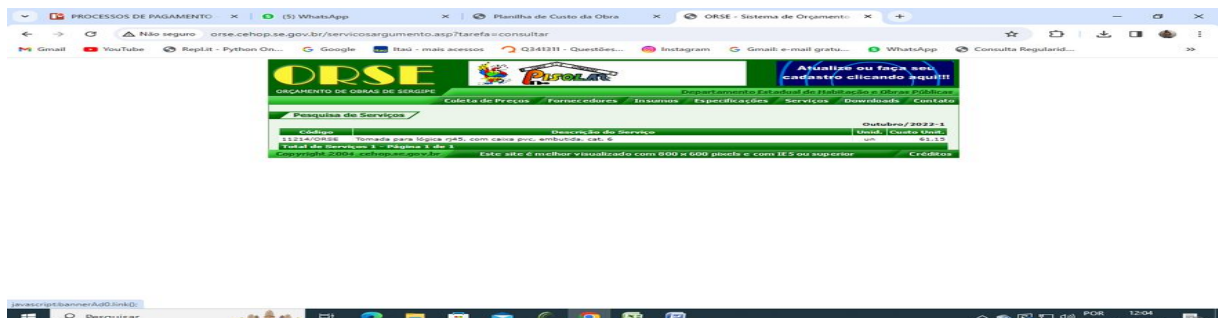 PROCESSOS DE PAGAMENTO
(5) WhatsApp
Planilha de Custo da Obra
ORSE - Sistema de Orçamento
Não seguro orse.cehop.se.gov.br/servicosargumento.asp?tarefa=consultar
Gmail YouTube Repl.it - Python On... Google Itaú - mais acessos Q341311 - Questões... Instagram Gmail: e-mail gratu... WhatsApp Consulta Regularid... »
ORSE
PISOLAR
Atualize ou faça seu
cadastro clicando aqui!!!
ORÇAMENTO DE OBRAS DE SERGIPE
Departamento Estadual de Habitação e Obras Públicas
Coleta de Preços Fornecedores Insumos Especificações Serviços Downloads Contato
Pesquisa de Serviços
Outubro/2023-1
Código Descrição do Serviço Unid. Custo Unit.
11214/ORSE Tomada para lógica rj45, com caixa pvc, embutida, cat. 6 un 61,15
Total de Serviços 1 - Página 1 de 1
Copyright 2004 cehop.se.gov.br Este site é melhor visualizado com 800 x 600 pixels e com IE5 ou superior Créditos
javascript:bannerAd0.link();
Pesquisar
POR 12:04